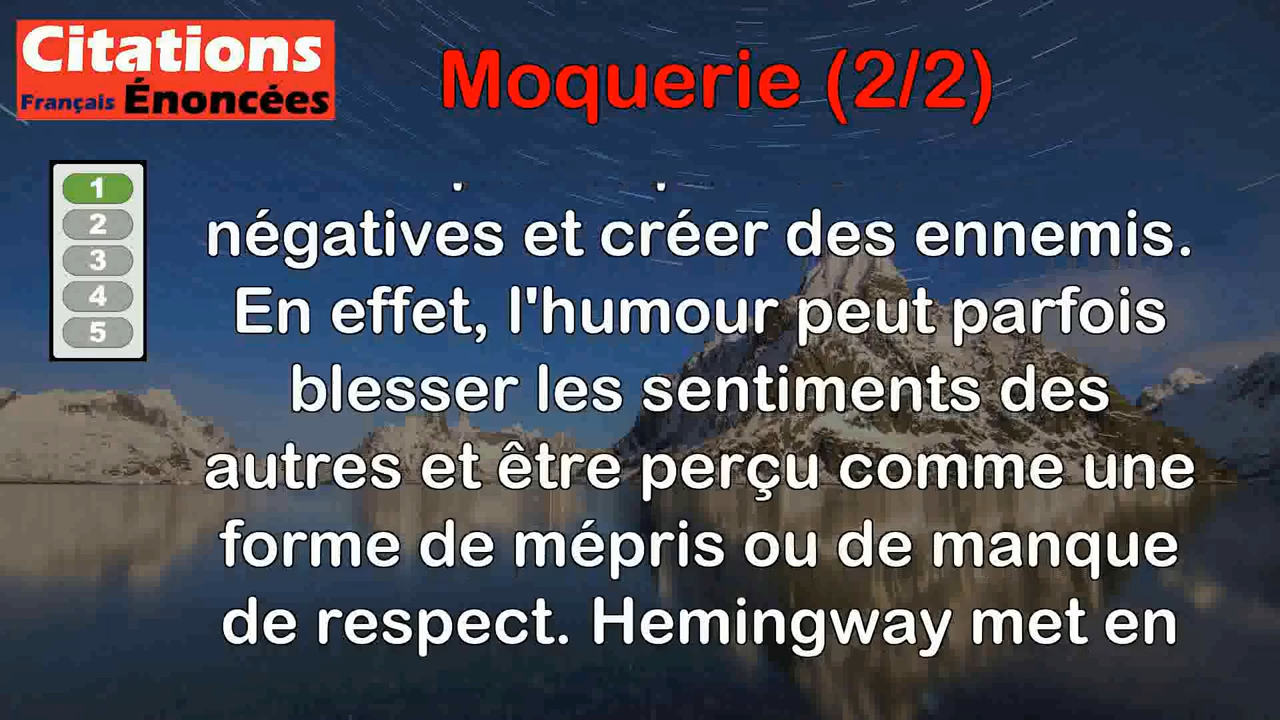 Citations
Français Énoncées
Moquerie (2/2)
1
2
3
4
5
négatives et créer des ennemis.
En effet, l'humour peut parfois
blesser les sentiments des
autres et être perçu comme une
forme de mépris ou de manque
de respect. Hemingway met en